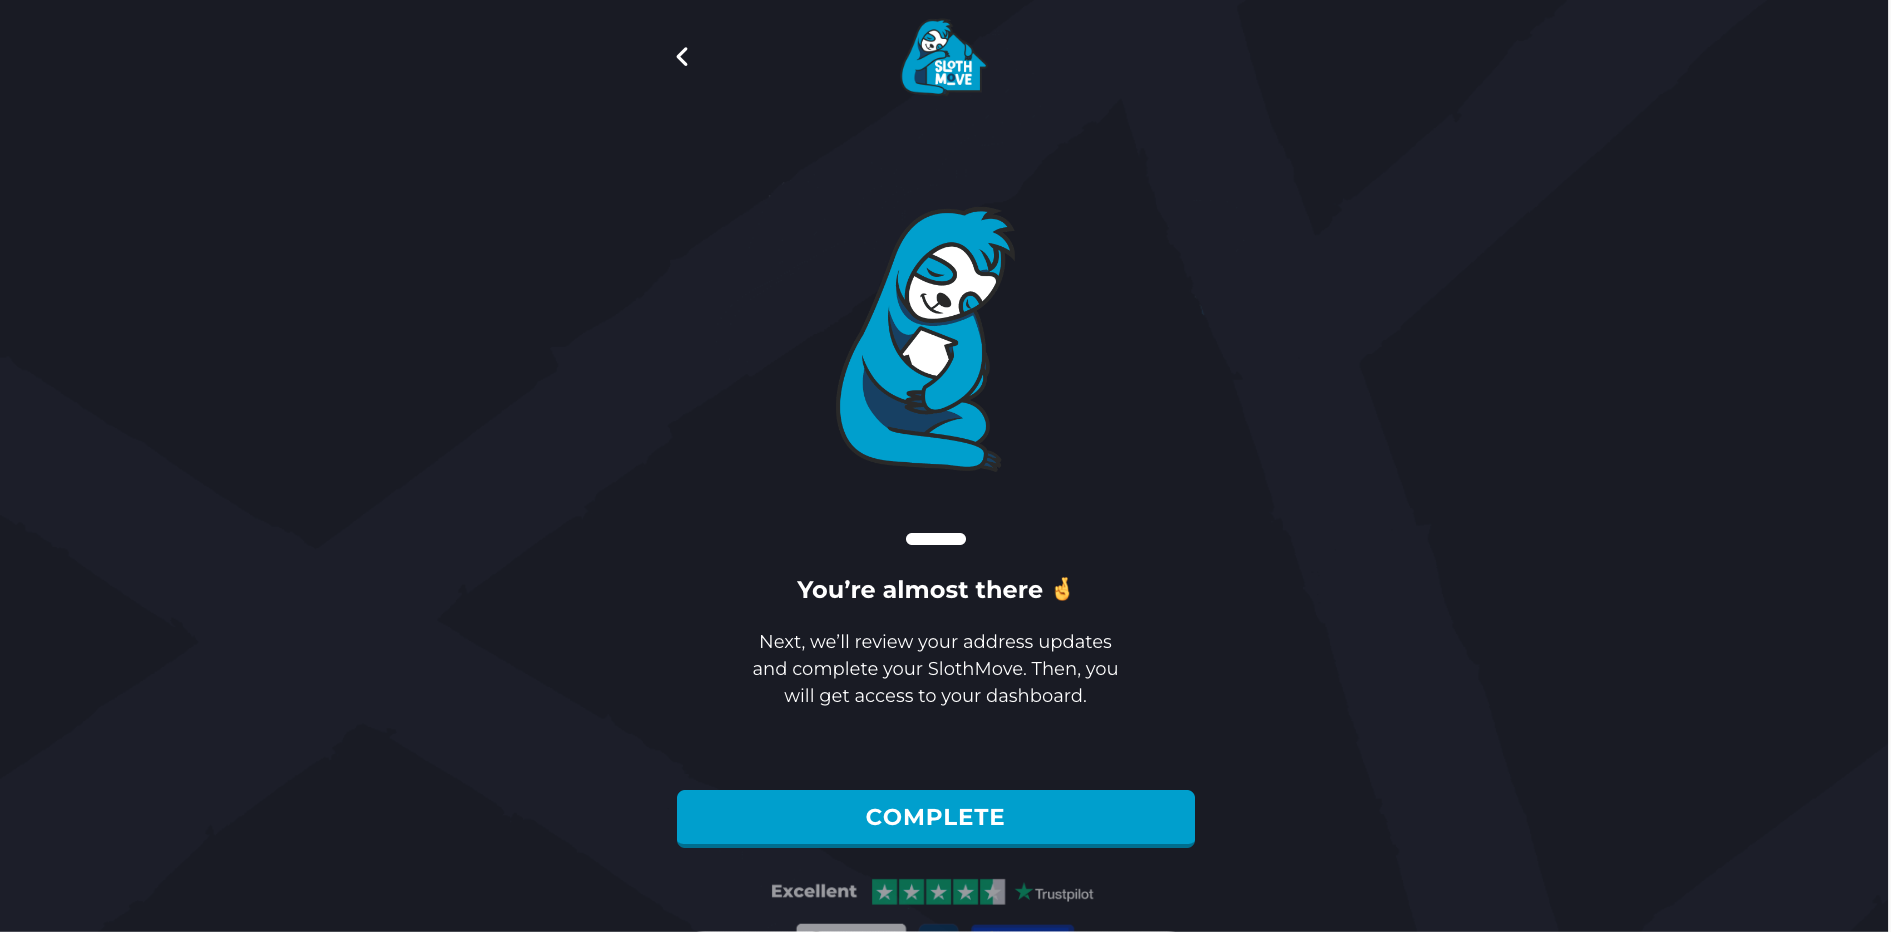 SLOTH
MOVE
You’re almost there 🤞
Next, we’ll review your address updates
and complete your SlothMove. Then, you
will get access to your dashboard.
COMPLETE
Excellent
Trustpilot